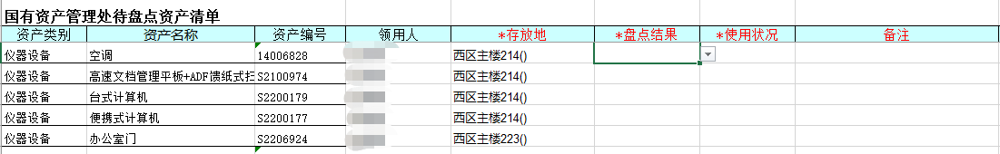 国有资产管理处待盘点资产清单
资产类别 资产名称 资产编号 领用人 *存放地 *盘点结果 *使用状况 备注
仪器设备 空调 14006828 西区主楼214()
仪器设备 高速文档管理平板+ADF馈纸式扫 S2100974 西区主楼214()
仪器设备 台式计算机 S2200179 西区主楼214()
仪器设备 便携式计算机 S2200177 西区主楼214()
仪器设备 办公室门 S2206924 西区主楼223()